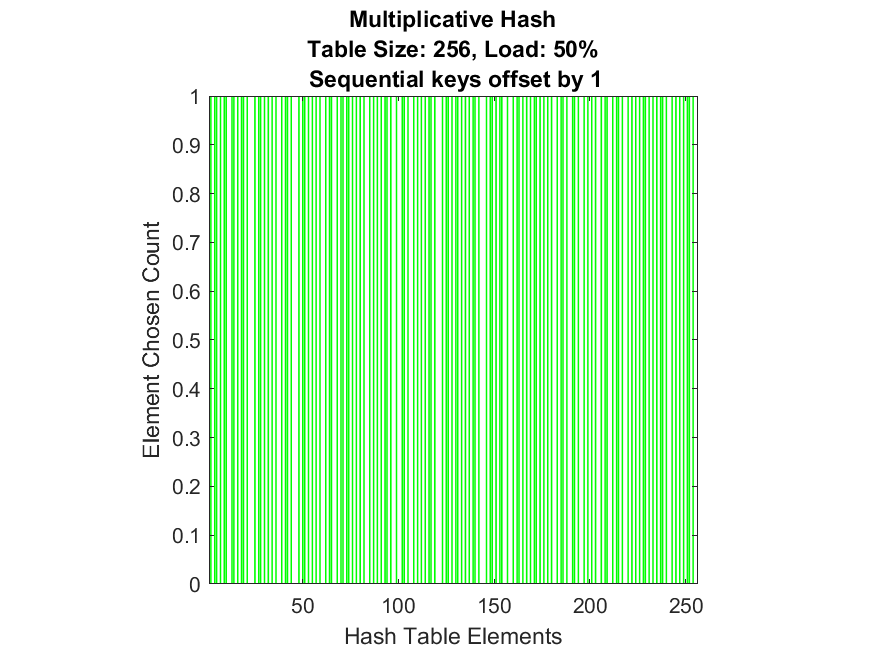 Multiplicative Hash
Table Size: 256, Load: 50%
Sequential keys offset by 1
1
0.9
0.8
0.7
0.6
0.5
0.4
0.3
0.2
0.1
0
Element Chosen Count
50 100 150 200 250
Hash Table Elements